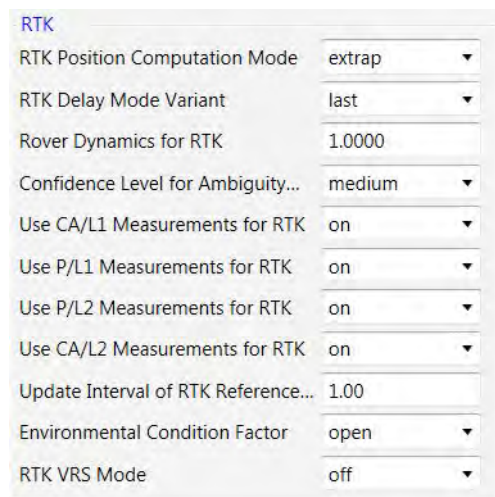 RTK
RTK Position Computation Mode extrap
RTK Delay Mode Variant last
Rover Dynamics for RTK 1.0000
Confidence Level for Ambiguity... medium
Use CA/L1 Measurements for RTK on
Use P/L1 Measurements for RTK on
Use P/L2 Measurements for RTK on
Use CA/L2 Measurements for RTK on
Update Interval of RTK Reference... 1.00
Environmental Condition Factor open
RTK VRS Mode off